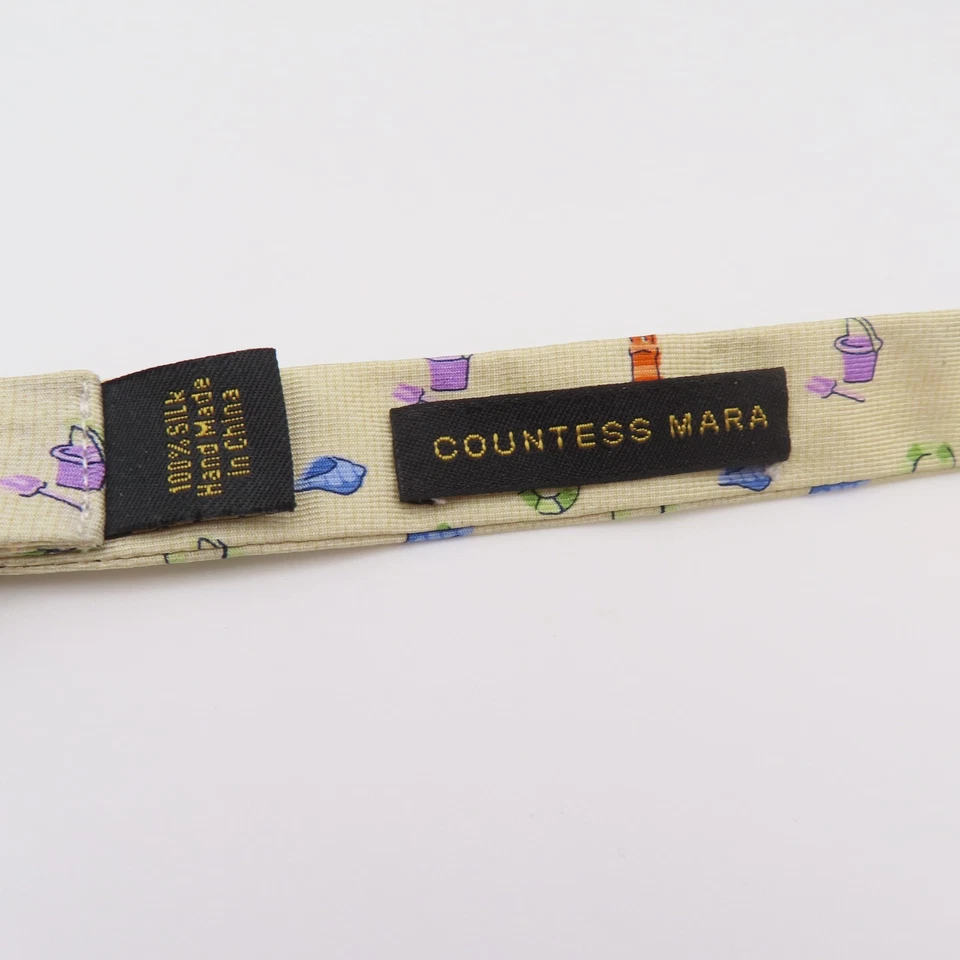 100% Silk
Hand Made
in China
COUNTESS MARA